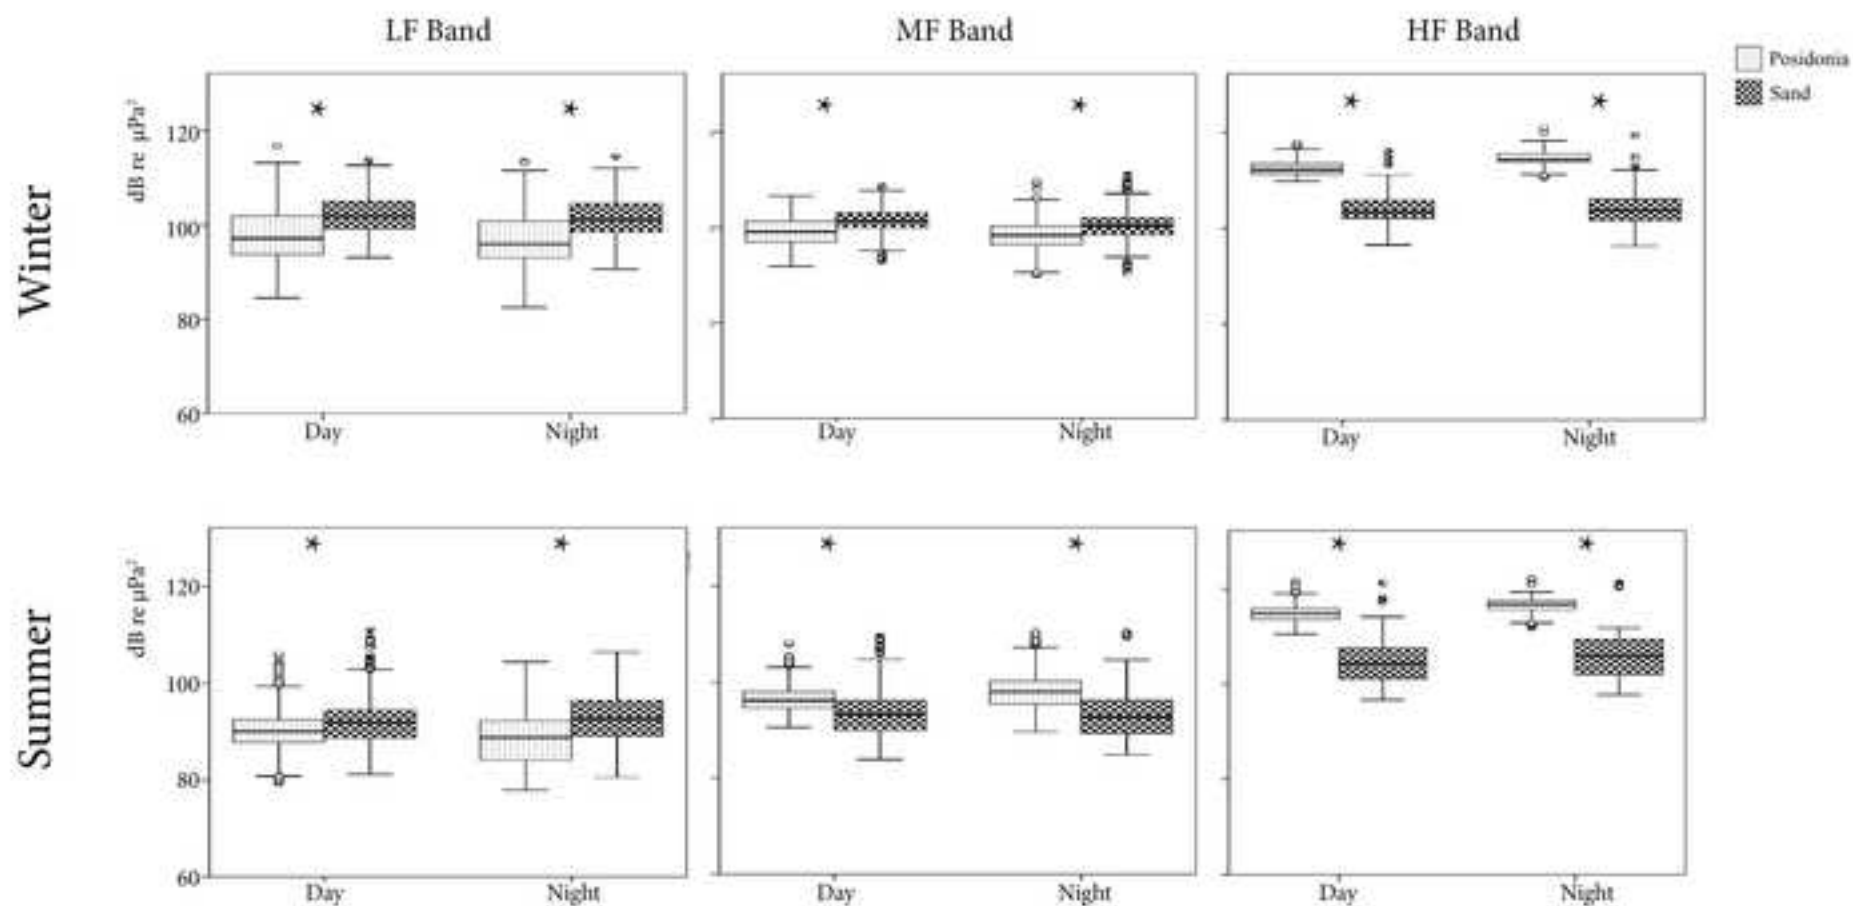 LF Band
MF Band
HF Band
Posidonia
Sand
Winter
dB re μPa²
120
100
80
60
Day
Night
Day
Night
Day
Night
Summer
dB re μPa²
120
100
80
60
Day
Night
Day
Night
Day
Night